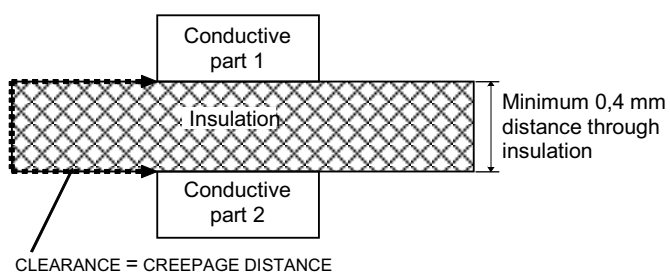 Conductive
part 1
Insulation
Minimum 0,4 mm
distance through
insulation
Conductive
part 2
CLEARANCE = CREEPAGE DISTANCE